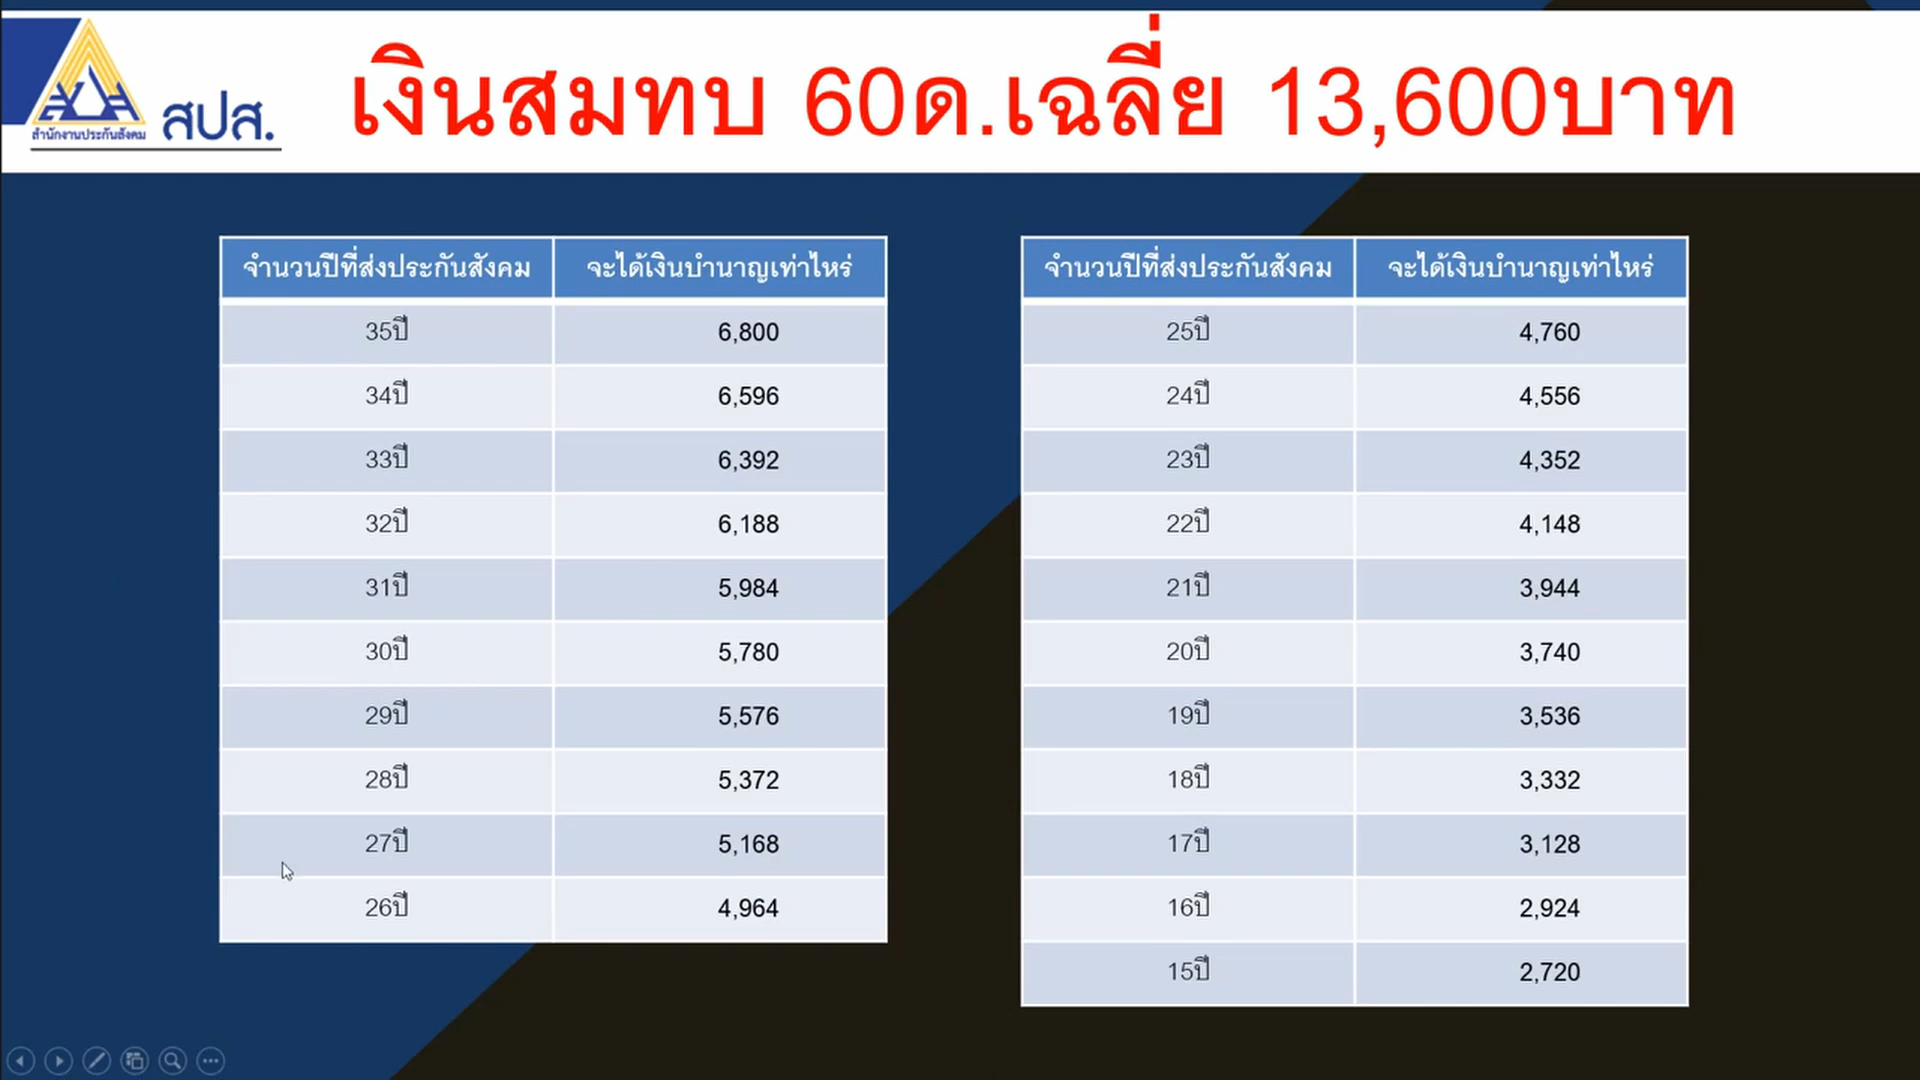 สำนักงานประกันสังคม
สปส.
เงินสมทบ 60ด.เฉลี่ย 13,600บาท
จำนวนปีที่ส่งประกันสังคม จะได้เงินบำนาญเท่าไหร่
35ปี 6,800
34ปี 6,596
33ปี 6,392
32ปี 6,188
31ปี 5,984
30ปี 5,780
29ปี 5,576
28ปี 5,372
27ปี 5,168
26ปี 4,964
จำนวนปีที่ส่งประกันสังคม จะได้เงินบำนาญเท่าไหร่
25ปี 4,760
24ปี 4,556
23ปี 4,352
22ปี 4,148
21ปี 3,944
20ปี 3,740
19ปี 3,536
18ปี 3,332
17ปี 3,128
16ปี 2,924
15ปี 2,720